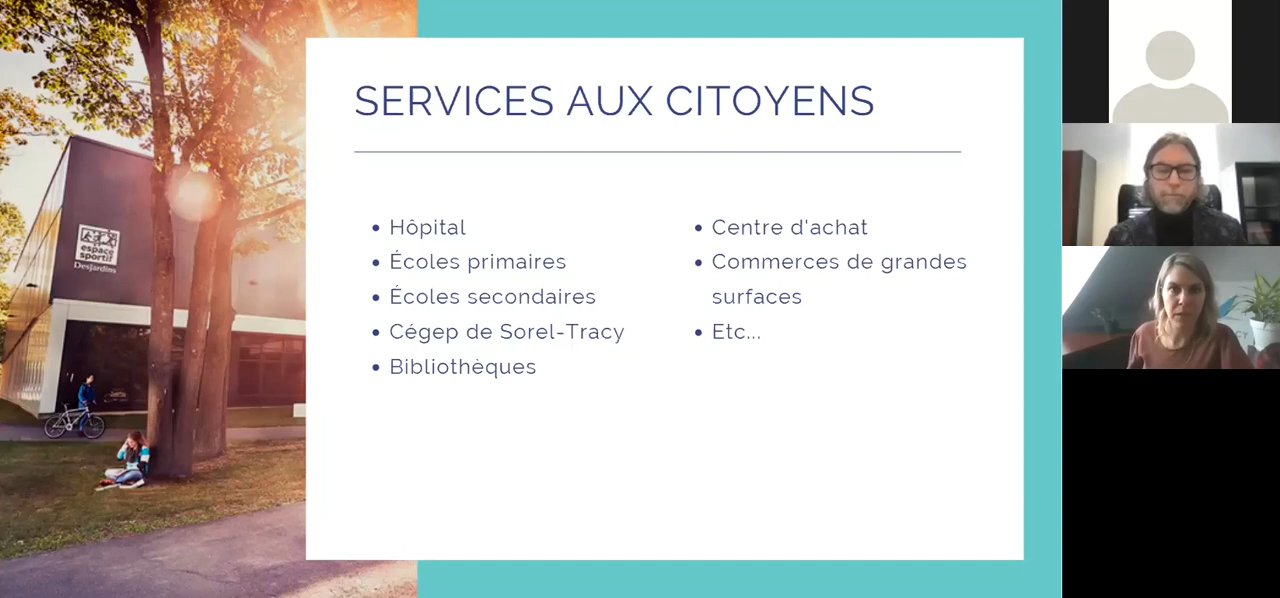 SERVICES AUX CITOYENS
Hôpital
Écoles primaires
Écoles secondaires
Cégep de Sorel-Tracy
Bibliothèques
Centre d'achat
Commerces de grandes
surfaces
Etc...
espace
sportif
Desjardins